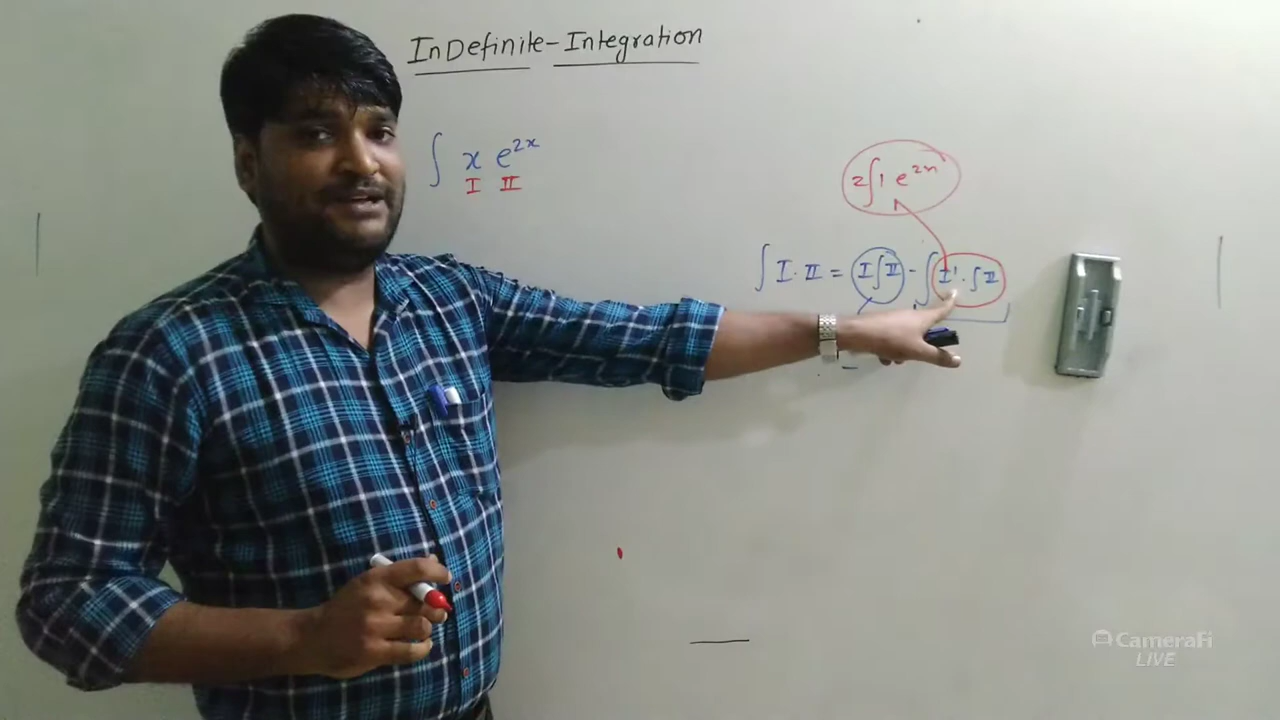 InDefinite-Integration
∫ x e^{2x}
I II
2∫1 e^{2x}
∫ I · II = I∫II - ∫I' · ∫II
CameraFi
LIVE